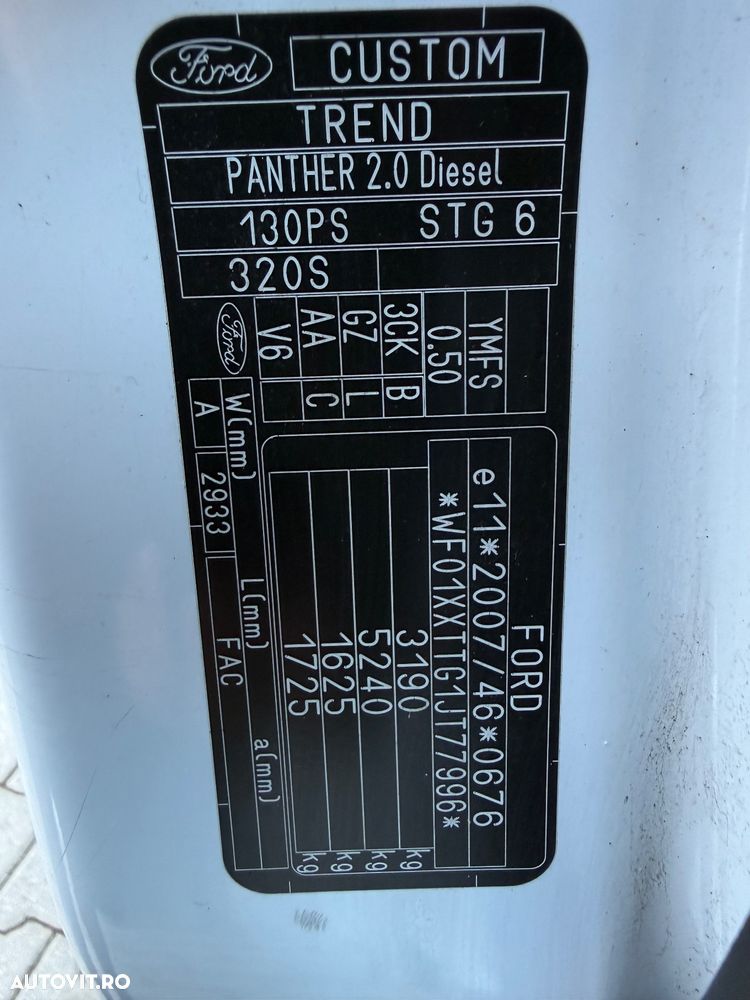 Ford
CUSTOM
TREND
PANTHER 2.0 Diesel
130PS STG 6
320S
Ford
YMFS
0.50
3CK B
GZ L
AA C
V6
FORD
e11*2007/46*0676
*WF01XXTTG1JT77996*
3190 kg
5240 kg
1625 kg
1725 kg
W(mm) L(mm) a(mm)
A 2933 FAC
AUTOVIT.RO